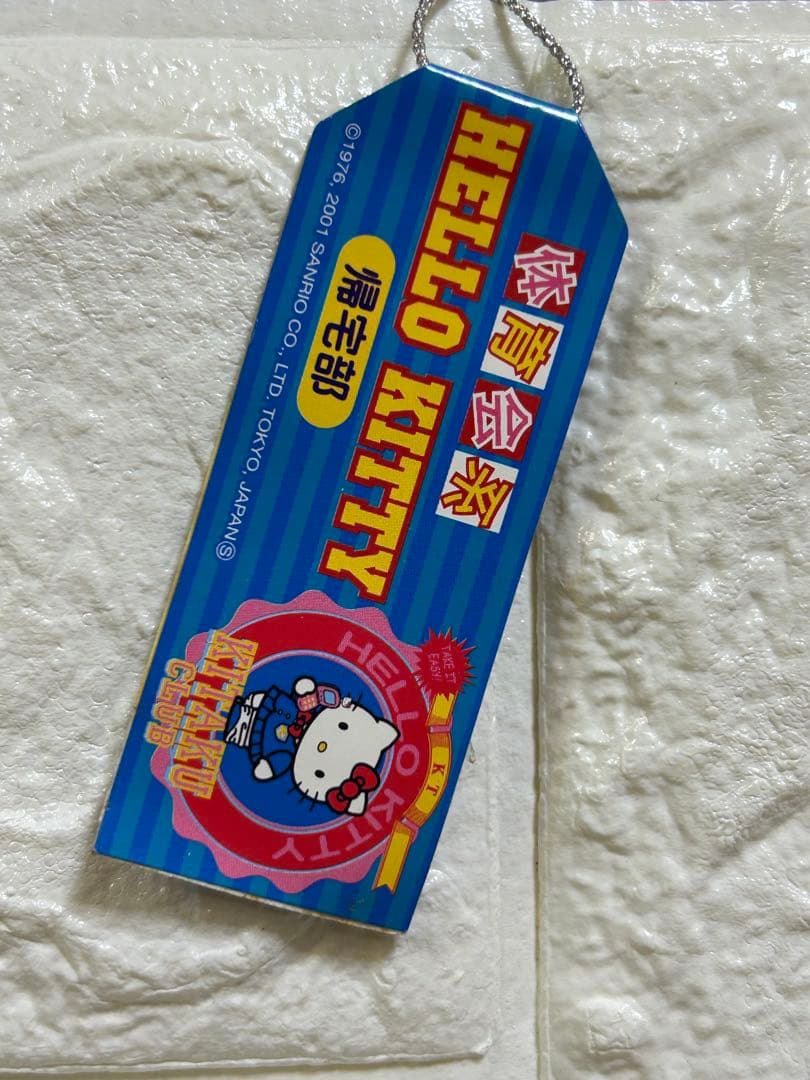 体育会系
HELLO KITTY
帰宅部
©1976, 2001 SANRIO CO., LTD. TOKYO, JAPAN Ⓢ
TAKE IT
EASY!!
KT
HELLO KITTY
KITAKU
CLUB